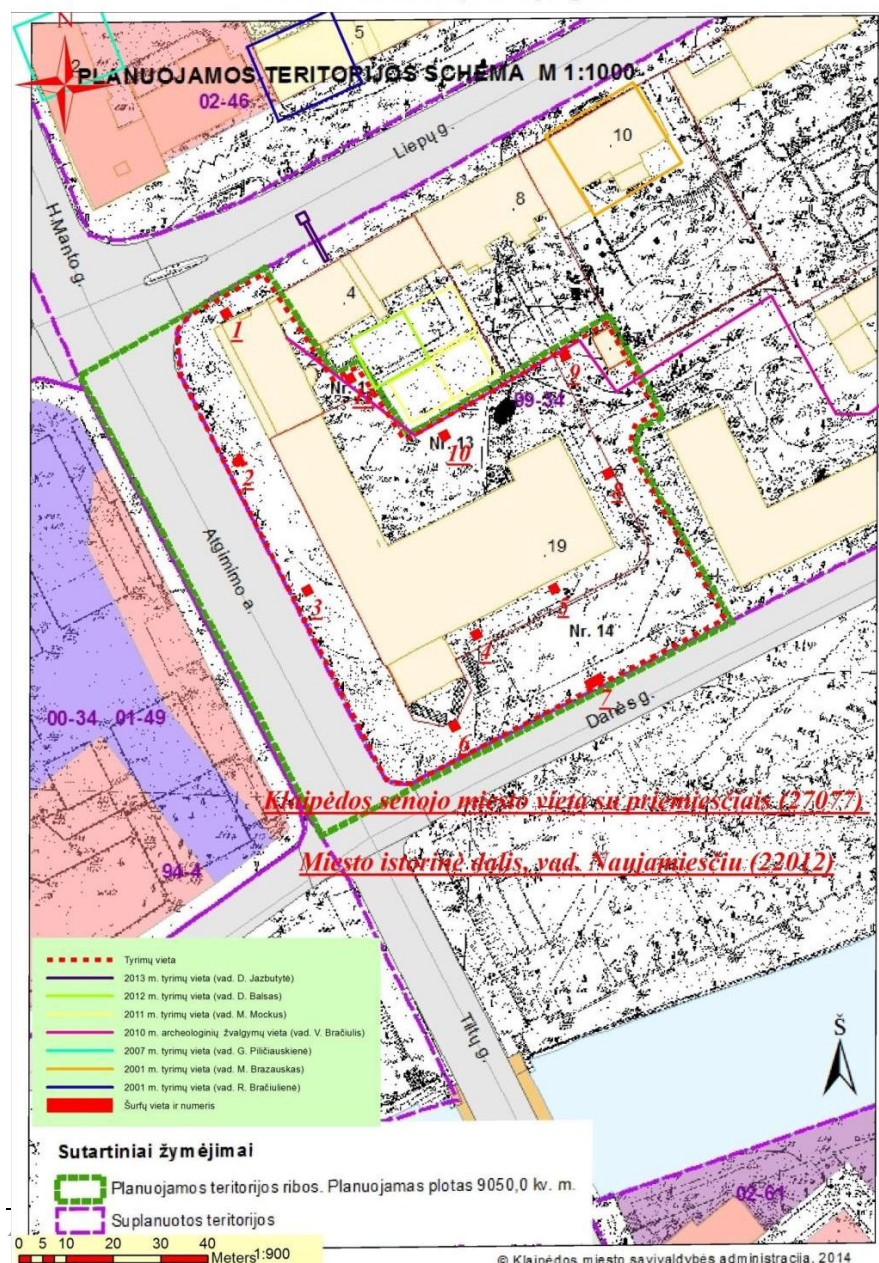 N
PLANUOJAMOS TERITORIJOS SCHEMA M 1:1000
2
5
02-46
12
Liepų g.
.10
.8
.4
H.Manto g.
1
9
99-34
Nr. 13
10
2
8
Atgimimo a.
.19
3
5
Nr. 14
4
7
Danės g.
6
00-34, 01-49
Klaipėdos senojo miesto vieta su priemiesčiais (27077)
Miesto istorinė dalis, vad. Naujamiesčiu (22012)
94-4
Tiltų g.
Š
Tyrimų vieta
2013 m. tyrimų vieta (vad. D. Jazbutytė)
2012 m. tyrimų vieta (vad. D. Balsas)
2011 m. tyrimų vieta (vad. M. Mockus)
2010 m. archeologinių žvalgymų vieta (vad. V. Bračiulis)
2007 m. tyrimų vieta (vad. G. Piličiauskienė)
2001 m. tyrimų vieta (vad. M. Brazauskas)
2001 m. tyrimų vieta (vad. R. Bračiulienė)
Šurfų vieta ir numeris
Sutartiniai žymėjimai
Planuojamos teritorijos ribos. Planuojamas plotas 9050,0 kv. m.
Suplanuotos teritorijos
02-61
0 5 10 20 30 40
Meters 1:900
© Klaipėdos miesto savivaldybės administracija, 2014